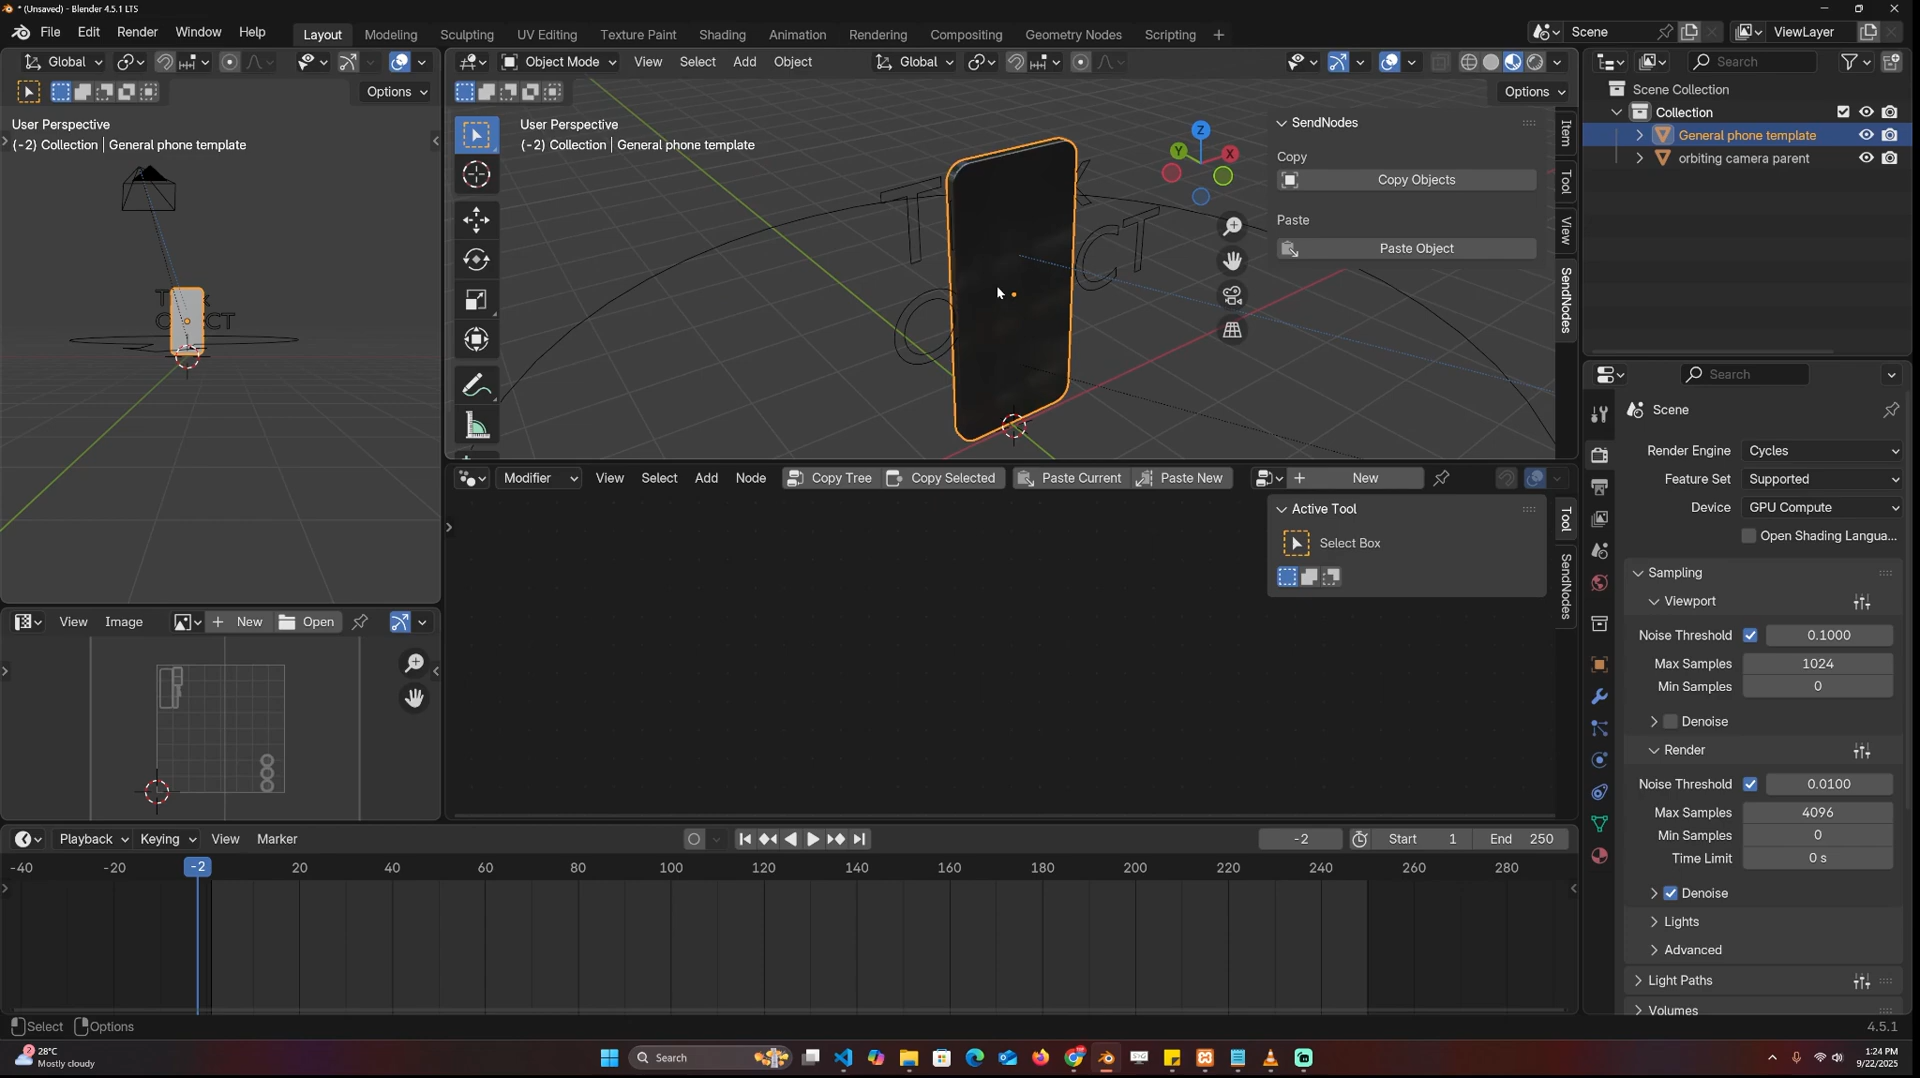 * (Unsaved) - Blender 4.5.1 LTS
File Edit Render Window Help Layout Modeling Sculpting UV Editing Texture Paint Shading Animation Rendering Compositing Geometry Nodes Scripting + Scene ViewLayer
Global Object Mode View Select Add Object Global Search
Options Options
Scene Collection
Collection
General phone template
orbiting camera parent
User Perspective
(-2) Collection | General phone template
User Perspective
(-2) Collection | General phone template
Z
Y
X
SendNodes
Copy
Copy Objects
Paste
Paste Object
Item
Tool
View
SendNodes
Search
Scene
Render Engine Cycles
Feature Set Supported
Device GPU Compute
Open Shading Langua...
Sampling
Viewport
Noise Threshold 0.1000
Max Samples 1024
Min Samples 0
Denoise
Render
Noise Threshold 0.0100
Max Samples 4096
Min Samples 0
Time Limit 0 s
Denoise
Lights
Advanced
Light Paths
Volumes
Modifier View Select Add Node Copy Tree Copy Selected Paste Current Paste New + New
Active Tool
Select Box
Tool
SendNodes
View Image + New Open
Playback Keying View Marker -2 Start 1 End 250
-40 -20 -2 20 40 60 80 100 120 140 160 180 200 220 240 260 280
Select Options 4.5.1
28°C
Mostly cloudy
Search
1:24 PM
9/22/2025